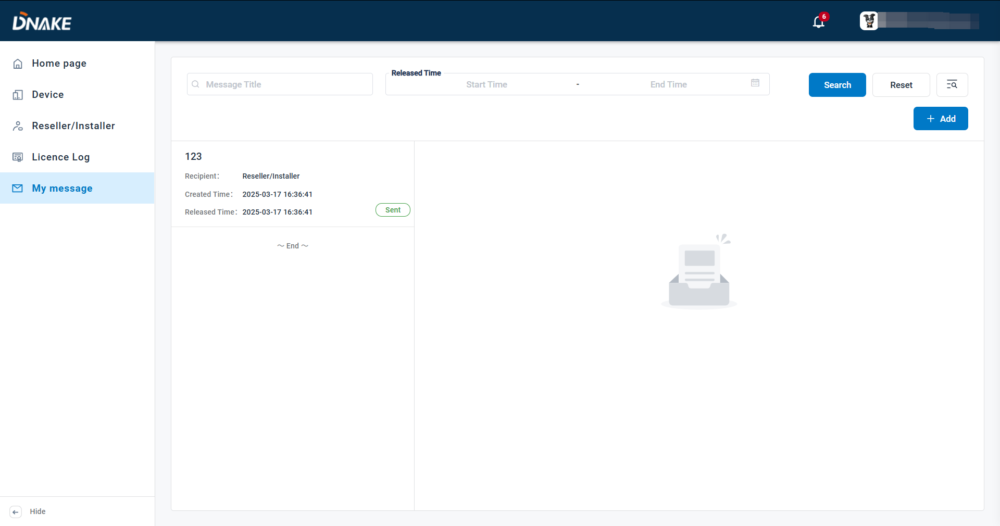 DNAKE
6
Home page
Device
Reseller/Installer
Licence Log
My message
Hide
Message Title
Released Time
Start Time - End Time
Search
Reset
+ Add
123
Recipient: Reseller/Installer
Created Time: 2025-03-17 16:36:41
Released Time: 2025-03-17 16:36:41
Sent
～ End ～